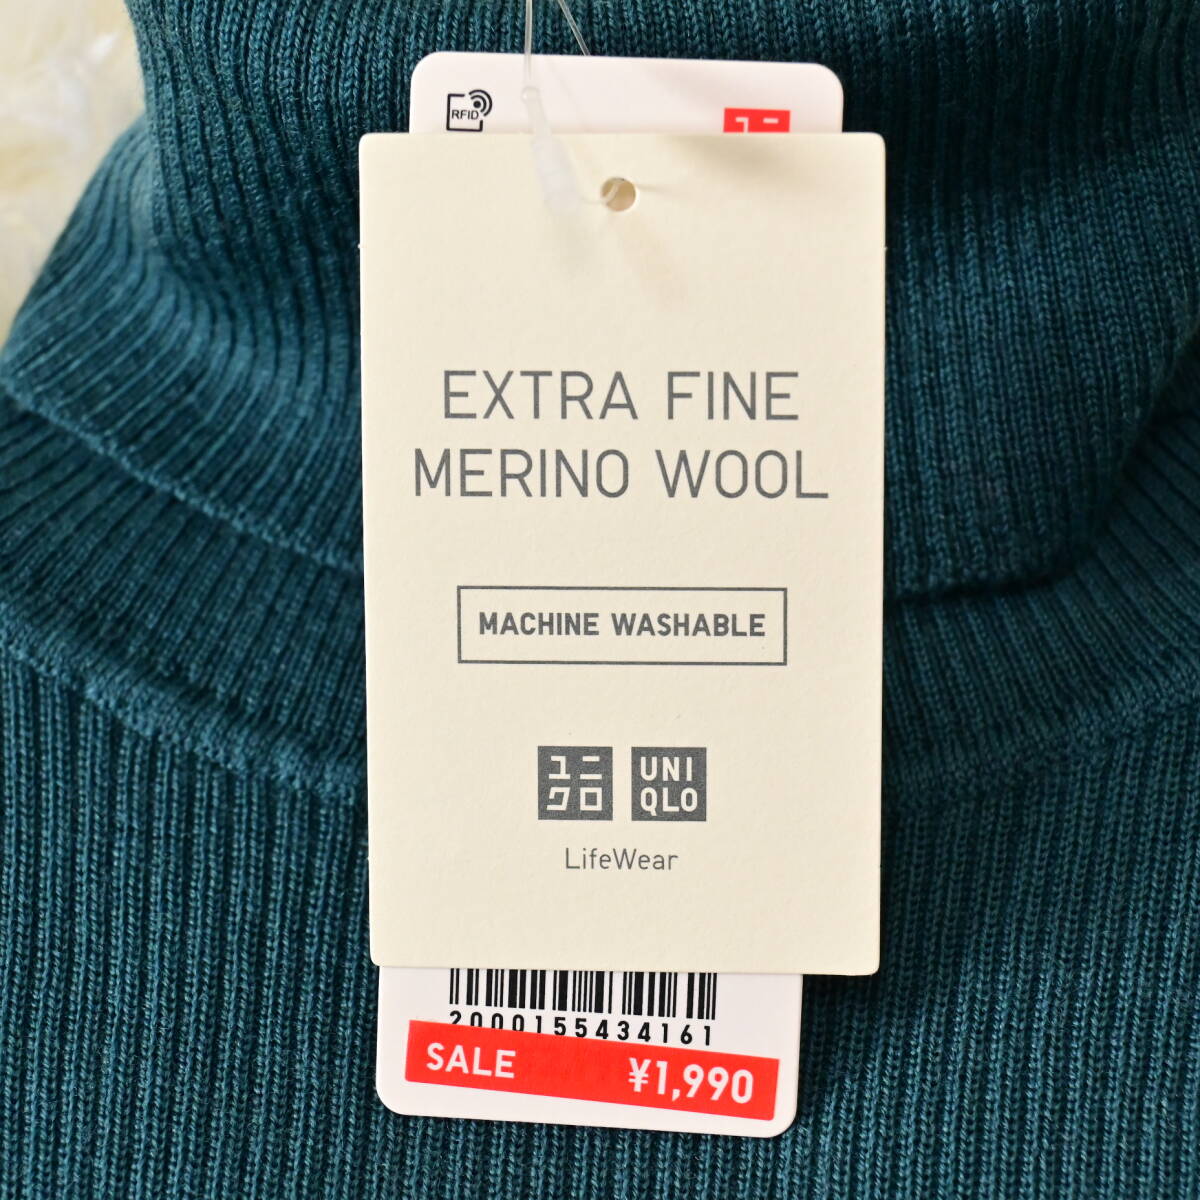 RFID
EXTRA FINE
MERINO WOOL
MACHINE WASHABLE
ユニ
クロ
UNI
QLO
LifeWear
2000155434161
SALE ¥1,990